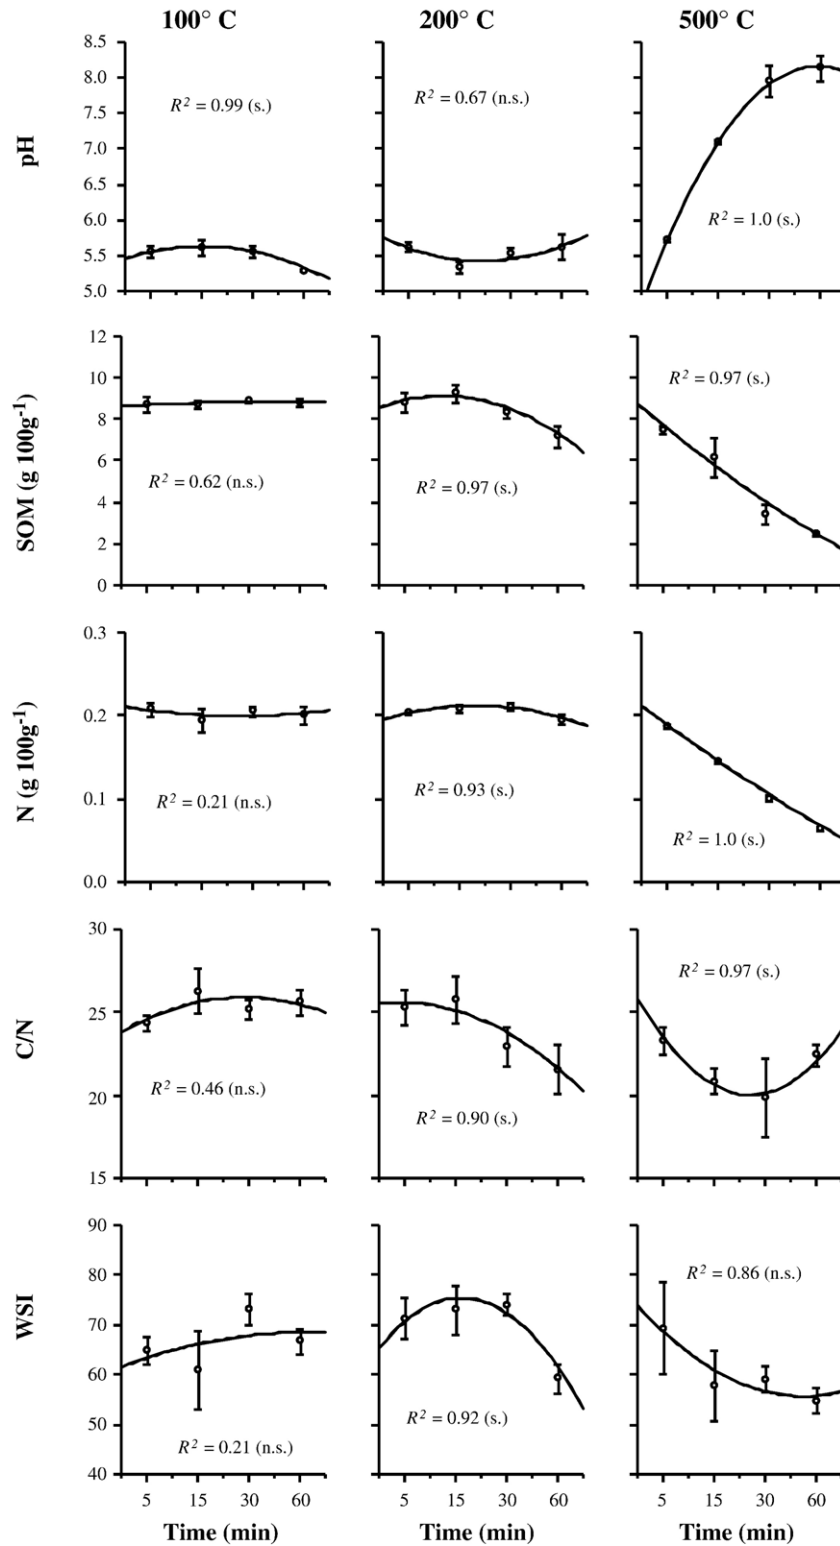 100° C 200° C 500° C
8.5
8.0
7.5
7.0
6.5
6.0
5.5
5.0
pH
R² = 0.99 (s.)
R² = 0.67 (n.s.)
R² = 1.0 (s.)
12
10
8
6
4
2
0
SOM (g 100g⁻¹)
R² = 0.62 (n.s.)
R² = 0.97 (s.)
R² = 0.97 (s.)
0.3
0.2
0.1
0.0
N (g 100g⁻¹)
R² = 0.21 (n.s.)
R² = 0.93 (s.)
R² = 1.0 (s.)
30
25
20
15
C/N
R² = 0.46 (n.s.)
R² = 0.90 (s.)
R² = 0.97 (s.)
90
80
70
60
50
40
WSI
R² = 0.21 (n.s.)
R² = 0.92 (s.)
R² = 0.86 (n.s.)
5 15 30 60 5 15 30 60 5 15 30 60
Time (min) Time (min) Time (min)